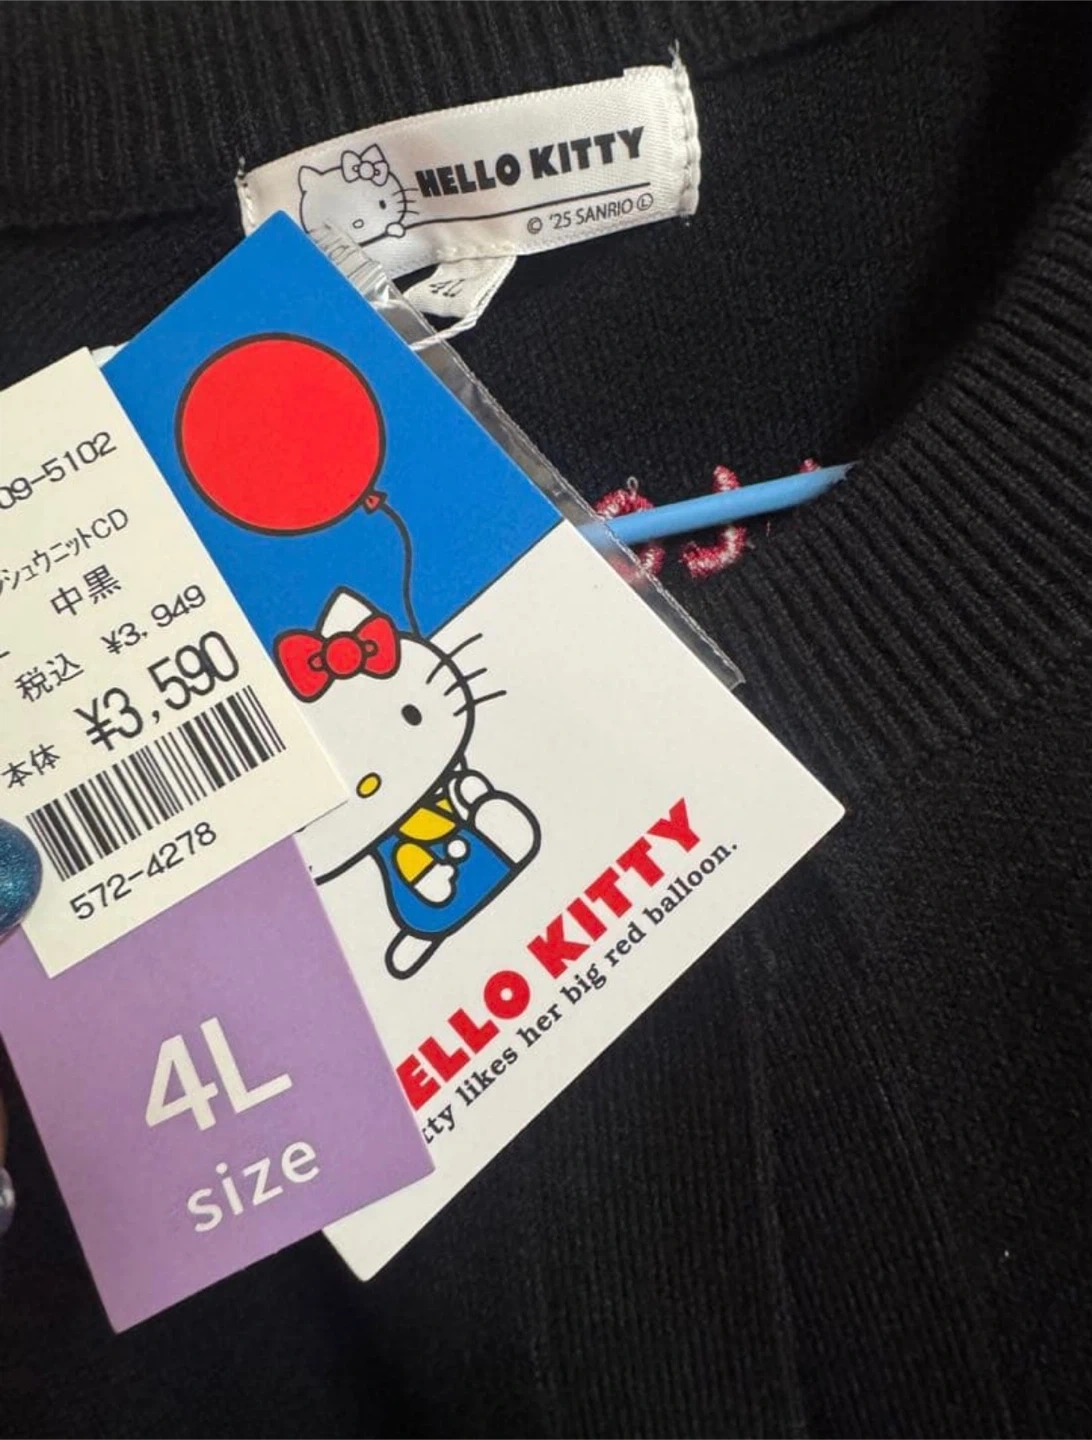 HELLO KITTY
© '25 SANRIO Ⓛ
4L
09-5102
シュウニットCD
中黒
税込 ¥3,949
本体 ¥3,590
572-4278
4L
size
ELLO KITTY
tty likes her big red balloon.